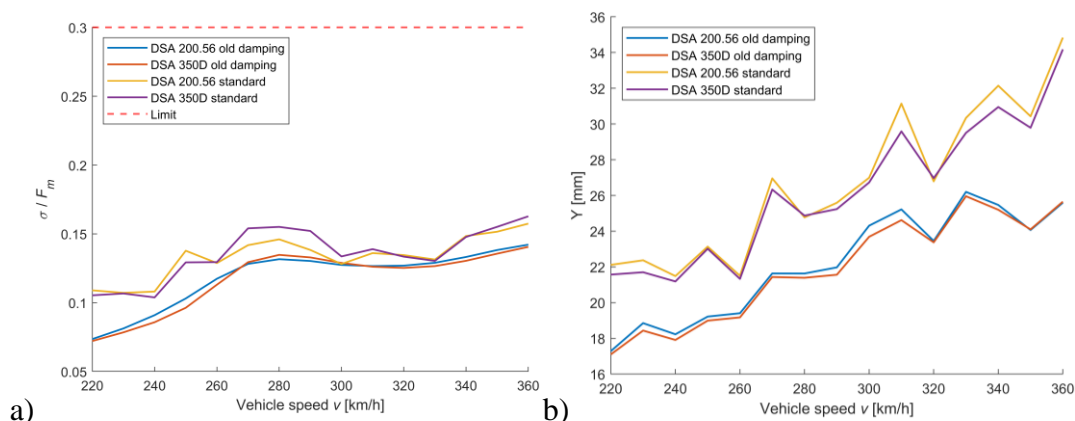 0.3
0.25
0.2
0.15
0.1
0.05
σ / F_m
DSA 200.56 old damping
DSA 350D old damping
DSA 200.56 standard
DSA 350D standard
Limit
220 240 260 280 300 320 340 360
Vehicle speed v [km/h]
a)
36
34
32
30
28
26
24
22
20
18
16
Y [mm]
DSA 200.56 old damping
DSA 350D old damping
DSA 200.56 standard
DSA 350D standard
220 240 260 280 300 320 340 360
Vehicle speed v [km/h]
b)